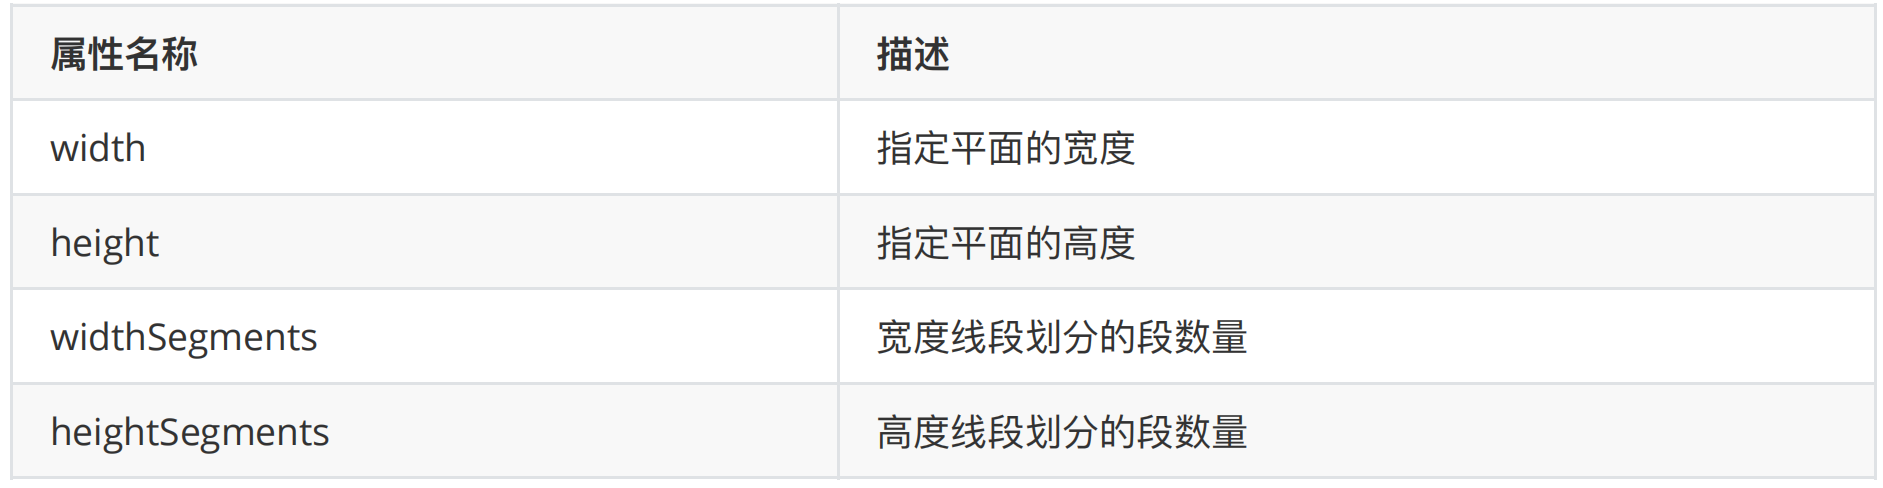 属性名称 描述
width 指定平面的宽度
height 指定平面的高度
widthSegments 宽度线段划分的段数量
heightSegments 高度线段划分的段数量